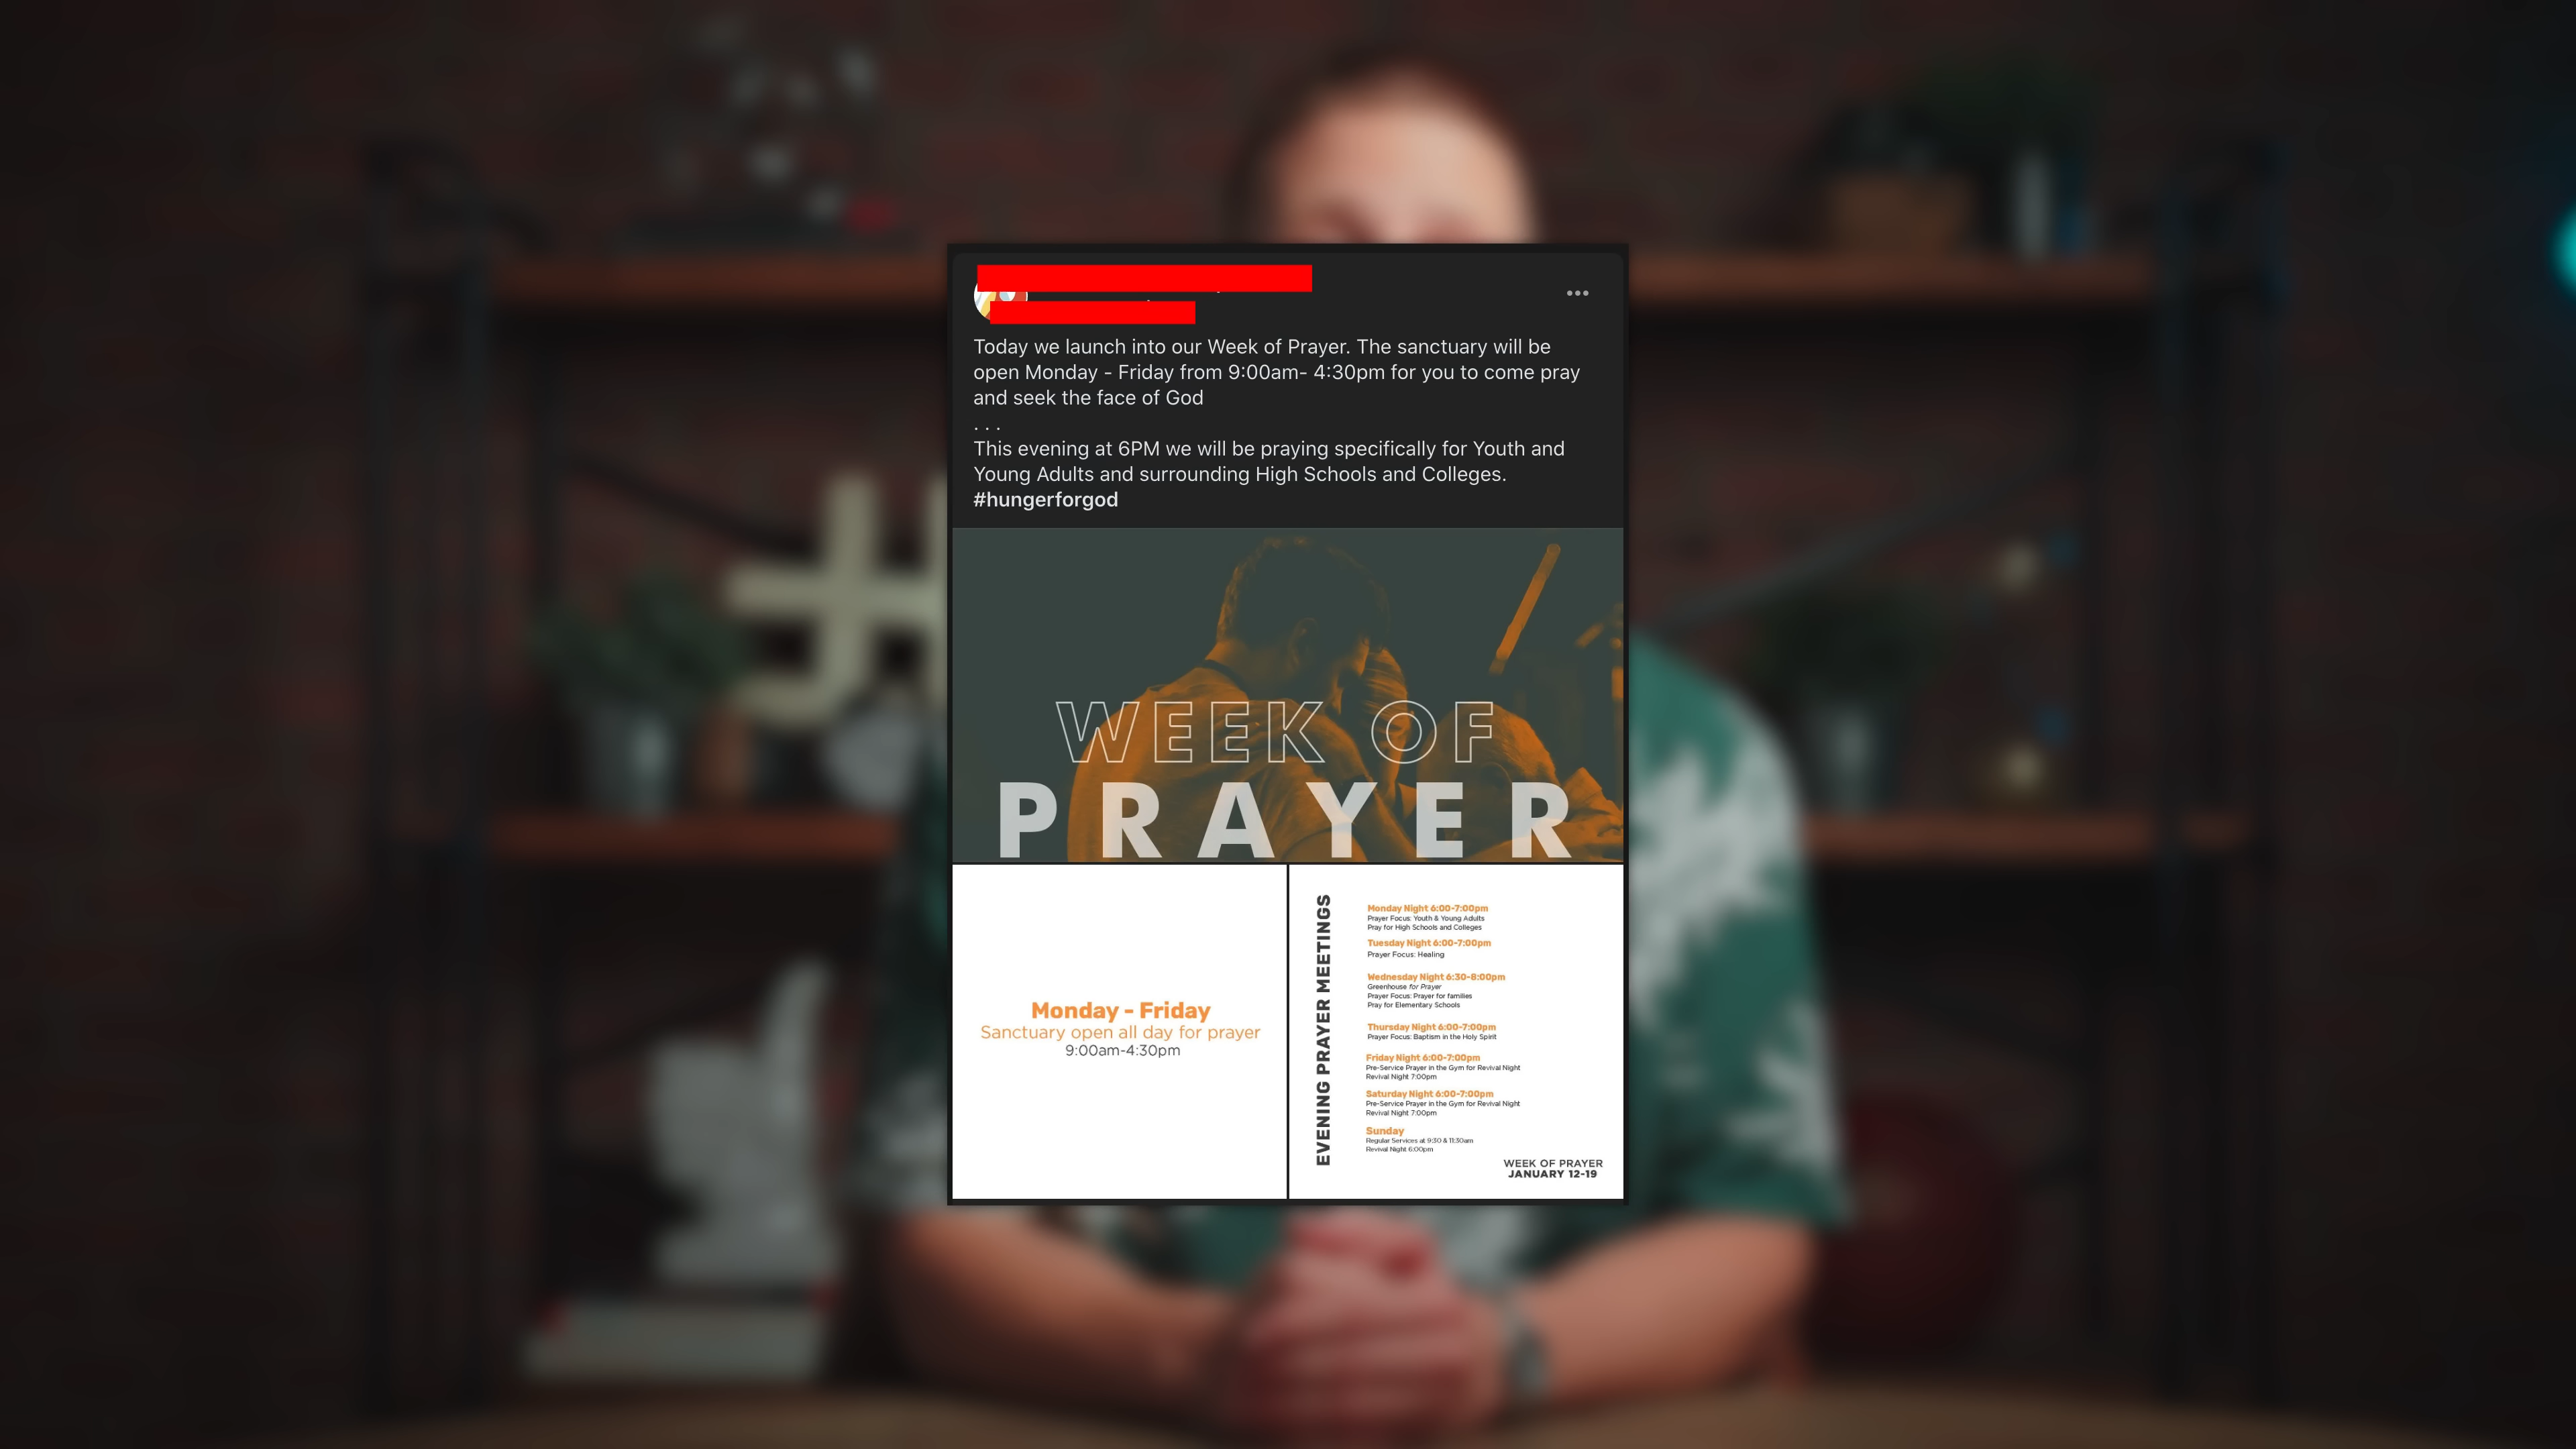 Today we launch into our Week of Prayer. The sanctuary will be
open Monday - Friday from 9:00am- 4:30pm for you to come pray
and seek the face of God
. . .
This evening at 6PM we will be praying specifically for Youth and
Young Adults and surrounding High Schools and Colleges.
#hungerforgod
WEEK OF
PRAYER
Monday - Friday
Sanctuary open all day for prayer
9:00am-4:30pm
EVENING PRAYER MEETINGS
Monday Night 6:00-7:00pm
Prayer Focus: Youth & Young Adults
Pray for High Schools and Colleges
Tuesday Night 6:00-7:00pm
Prayer Focus: Healing
Wednesday Night 6:30-8:00pm
Greenhouse for Prayer
Prayer Focus: Prayer for families
Pray for Elementary Schools
Thursday Night 6:00-7:00pm
Prayer Focus: Baptism in the Holy Spirit
Friday Night 6:00-7:00pm
Pre-Service Prayer in the Gym for Revival Night
Revival Night 7:00pm
Saturday Night 6:00-7:00pm
Pre-Service Prayer in the Gym for Revival Night
Revival Night 7:00pm
Sunday
Regular Services at 9:30 & 11:30am
Revival Night 6:00pm
WEEK OF PRAYER
JANUARY 12-19